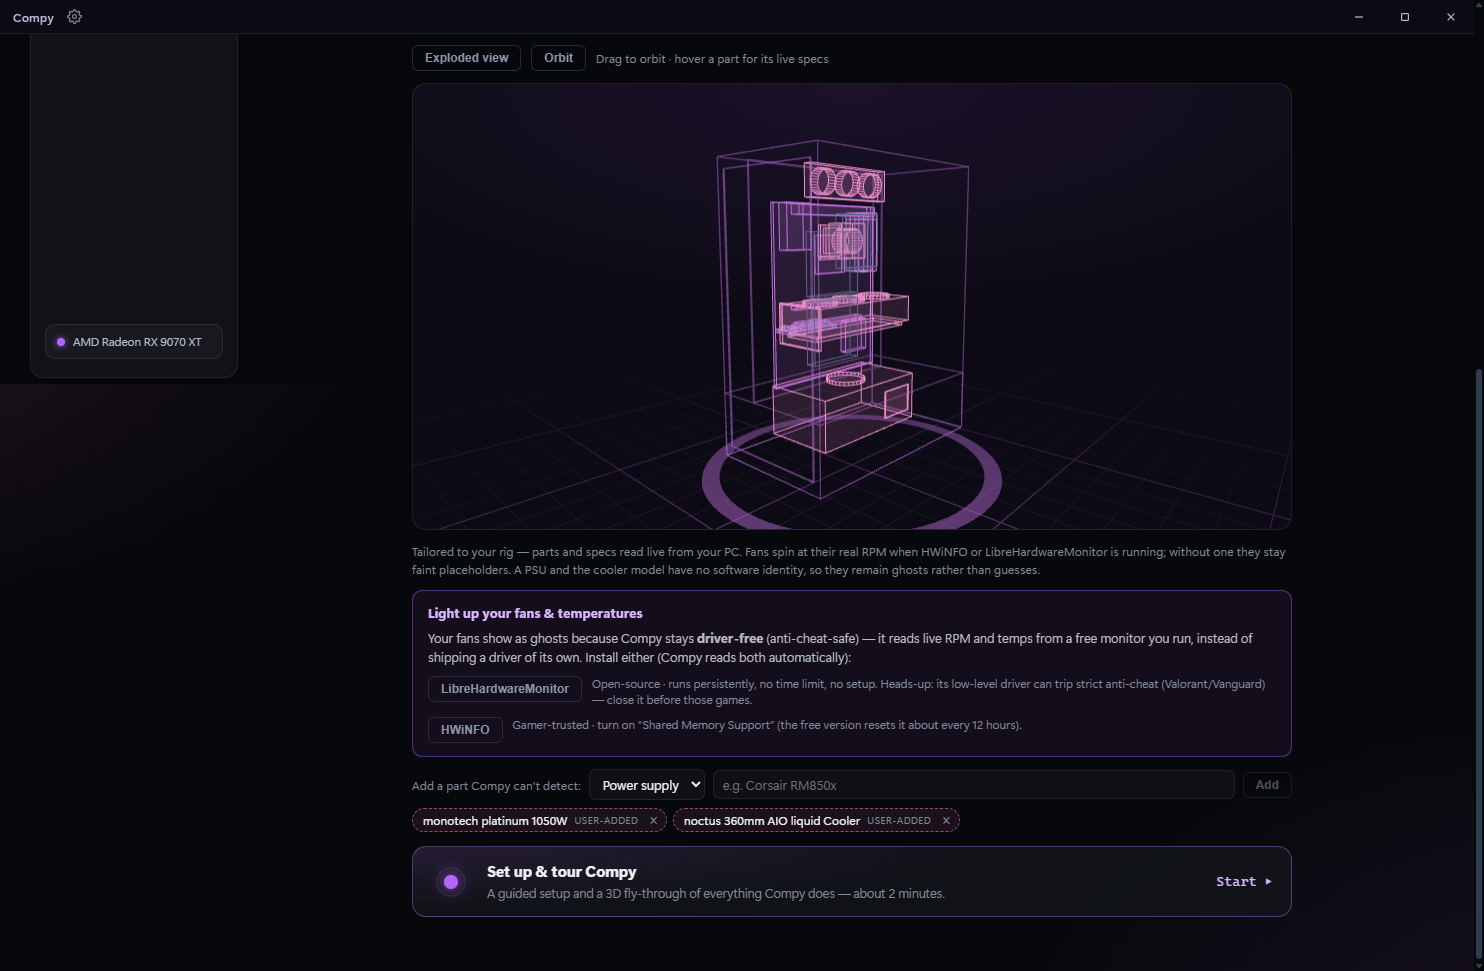 Compy
Exploded view
Orbit
Drag to orbit · hover a part for its live specs
AMD Radeon RX 9070 XT
Tailored to your rig — parts and specs read live from your PC. Fans spin at their real RPM when HWiNFO or LibreHardwareMonitor is running; without one they stay
faint placeholders. A PSU and the cooler model have no software identity, so they remain ghosts rather than guesses.
Light up your fans & temperatures
Your fans show as ghosts because Compy stays driver-free (anti-cheat-safe) — it reads live RPM and temps from a free monitor you run, instead of
shipping a driver of its own. Install either (Compy reads both automatically):
LibreHardwareMonitor
Open-source · runs persistently, no time limit, no setup. Heads-up: its low-level driver can trip strict anti-cheat (Valorant/Vanguard)
— close it before those games.
HWiNFO
Gamer-trusted · turn on "Shared Memory Support" (the free version resets it about every 12 hours).
Add a part Compy can't detect:
Power supply
e.g. Corsair RM850x
Add
monotech platinum 1050W USER-ADDED ×
noctus 360mm AIO liquid Cooler USER-ADDED ×
Set up & tour Compy
A guided setup and a 3D fly-through of everything Compy does — about 2 minutes.
Start ▸